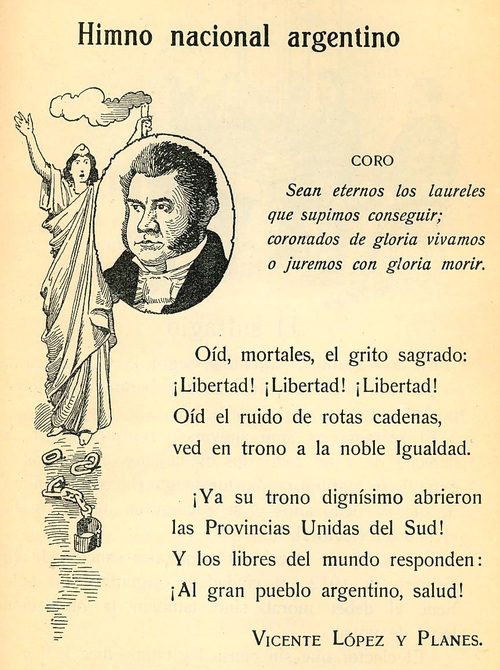 Himno nacional argentino
CORO
Sean eternos los laureles
que supimos conseguir;
coronados de gloria vivamos
o juremos con gloria morir.
Oíd, mortales, el grito sagrado:
¡Libertad! ¡Libertad! ¡Libertad!
Oíd el ruido de rotas cadenas,
ved en trono a la noble Igualdad.
¡Ya su trono dignísimo abrieron
las Provincias Unidas del Sud!
Y los libres del mundo responden:
¡Al gran pueblo argentino, salud!
VICENTE LÓPEZ Y PLANES.